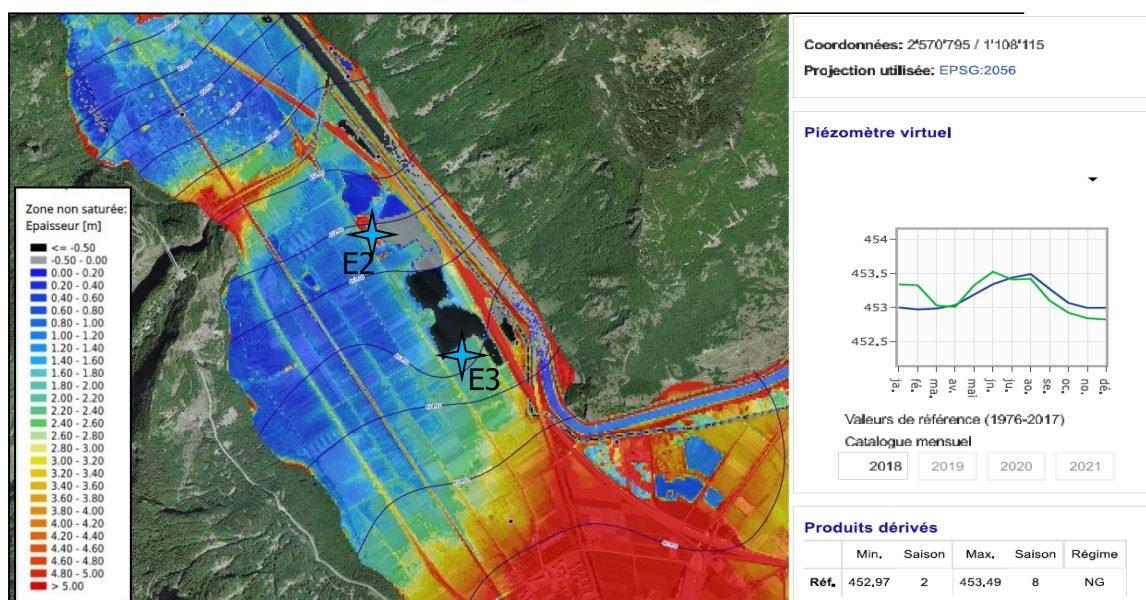 E2
E3
Zone non saturée:
Epaisseur [m]
<= -0.50
-0.50 - 0.00
0.00 - 0.20
0.20 - 0.40
0.40 - 0.60
0.60 - 0.80
0.80 - 1.00
1.00 - 1.20
1.20 - 1.40
1.40 - 1.60
1.60 - 1.80
1.80 - 2.00
2.00 - 2.20
2.20 - 2.40
2.40 - 2.60
2.60 - 2.80
2.80 - 3.00
3.00 - 3.20
3.20 - 3.40
3.40 - 3.60
3.60 - 3.80
3.80 - 4.00
4.00 - 4.20
4.20 - 4.40
4.40 - 4.60
4.60 - 4.80
4.80 - 5.00
> 5.00
Coordonnées: 2'570'795 / 1'108'115
Projection utilisée: EPSG:2056
Piézomètre virtuel
454
453,5
453
452,5
ja. fé. ma. av. mai jn. ju. ao. se. oc. no. dé.
Valeurs de référence (1976-2017)
Catalogue mensuel
2018 2019 2020 2021
Produits dérivés
Min. Saison Max. Saison Régime
Réf. 452,97 2 453,49 8 NG